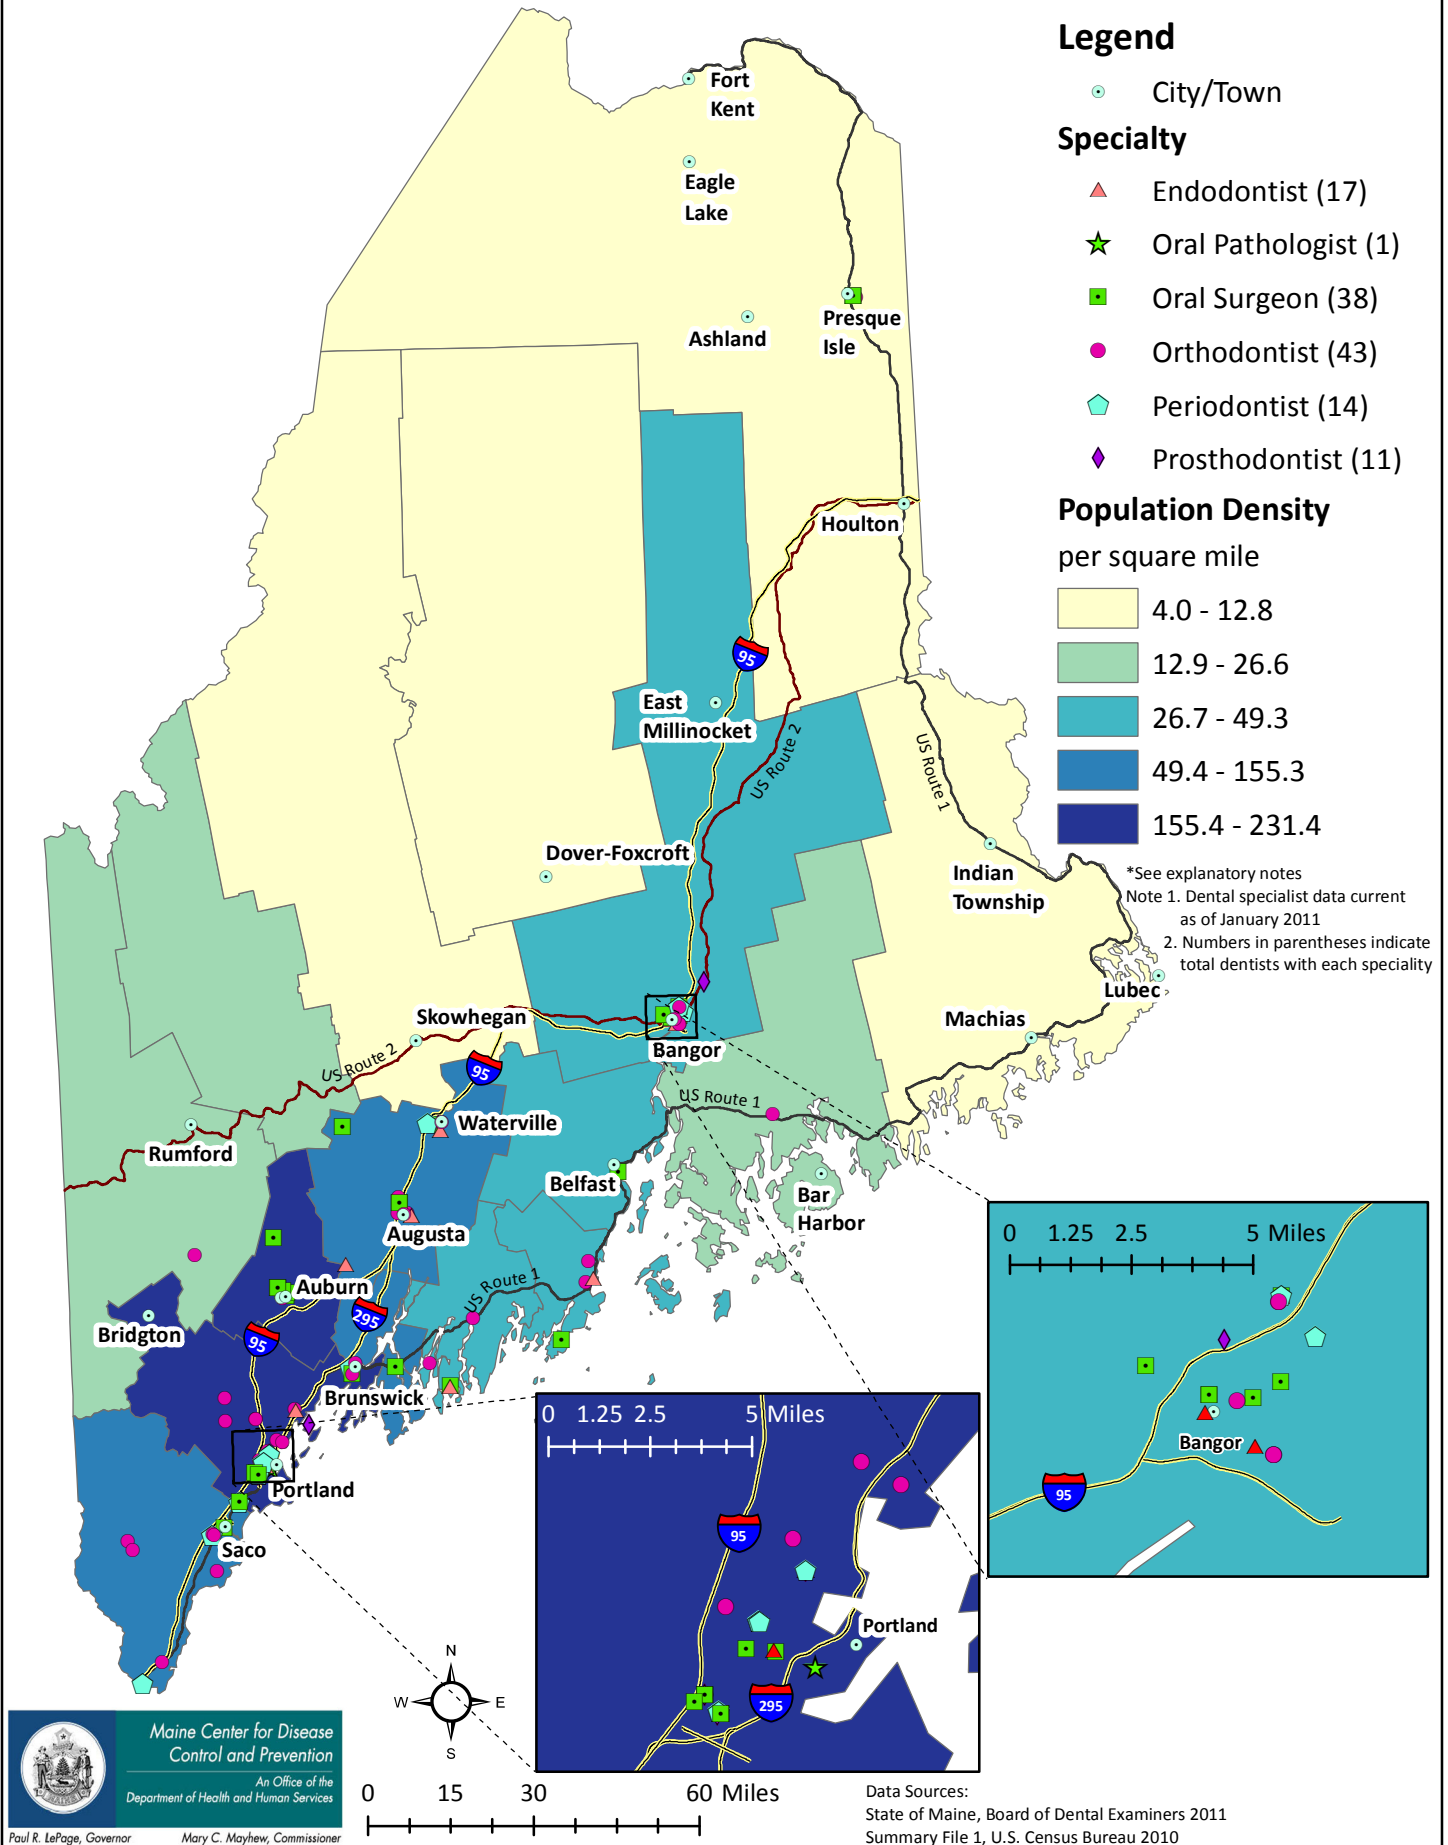 Legend
City/Town
Specialty
Endodontist (17)
Oral Pathologist (1)
Oral Surgeon (38)
Orthodontist (43)
Periodontist (14)
Prosthodontist (11)
Population Density
per square mile
4.0 - 12.8
12.9 - 26.6
26.7 - 49.3
49.4 - 155.3
155.4 - 231.4
*See explanatory notes
Note 1. Dental specialist data current
as of January 2011
2. Numbers in parentheses indicate
total dentists with each speciality
Fort
Kent
Eagle
Lake
Ashland
Presque
Isle
Houlton
95
East
Millinocket
US Route 2
US Route 1
Dover-Foxcroft
Indian
Township
Lubec
Machias
Skowhegan
US Route 2
95
Bangor
US Route 1
Waterville
Rumford
Belfast
Bar
Harbor
Augusta
Auburn
US Route 1
295
95
Bridgton
Brunswick
Portland
Saco
0 1.25 2.5 5 Miles
95
Bangor
0 1.25 2.5 5 Miles
95
Portland
295
N
W E
S
Maine Center for Disease
Control and Prevention
An Office of the
Department of Health and Human Services
Paul R. LePage, Governor Mary C. Mayhew, Commissioner
0 15 30 60 Miles
Data Sources:
State of Maine, Board of Dental Examiners 2011
Summary File 1, U.S. Census Bureau 2010